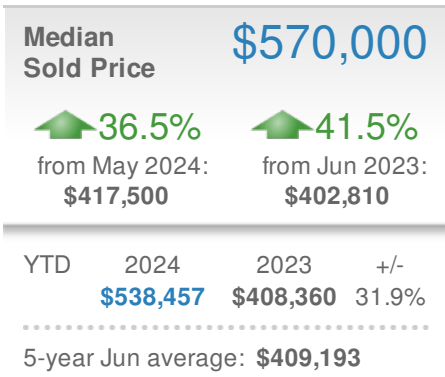 Median
Sold Price
$570,000
36.5% 41.5%
from May 2024: from Jun 2023:
$417,500 $402,810
YTD 2024 2023 +/-
$538,457 $408,360 31.9%
5-year Jun average: $409,193